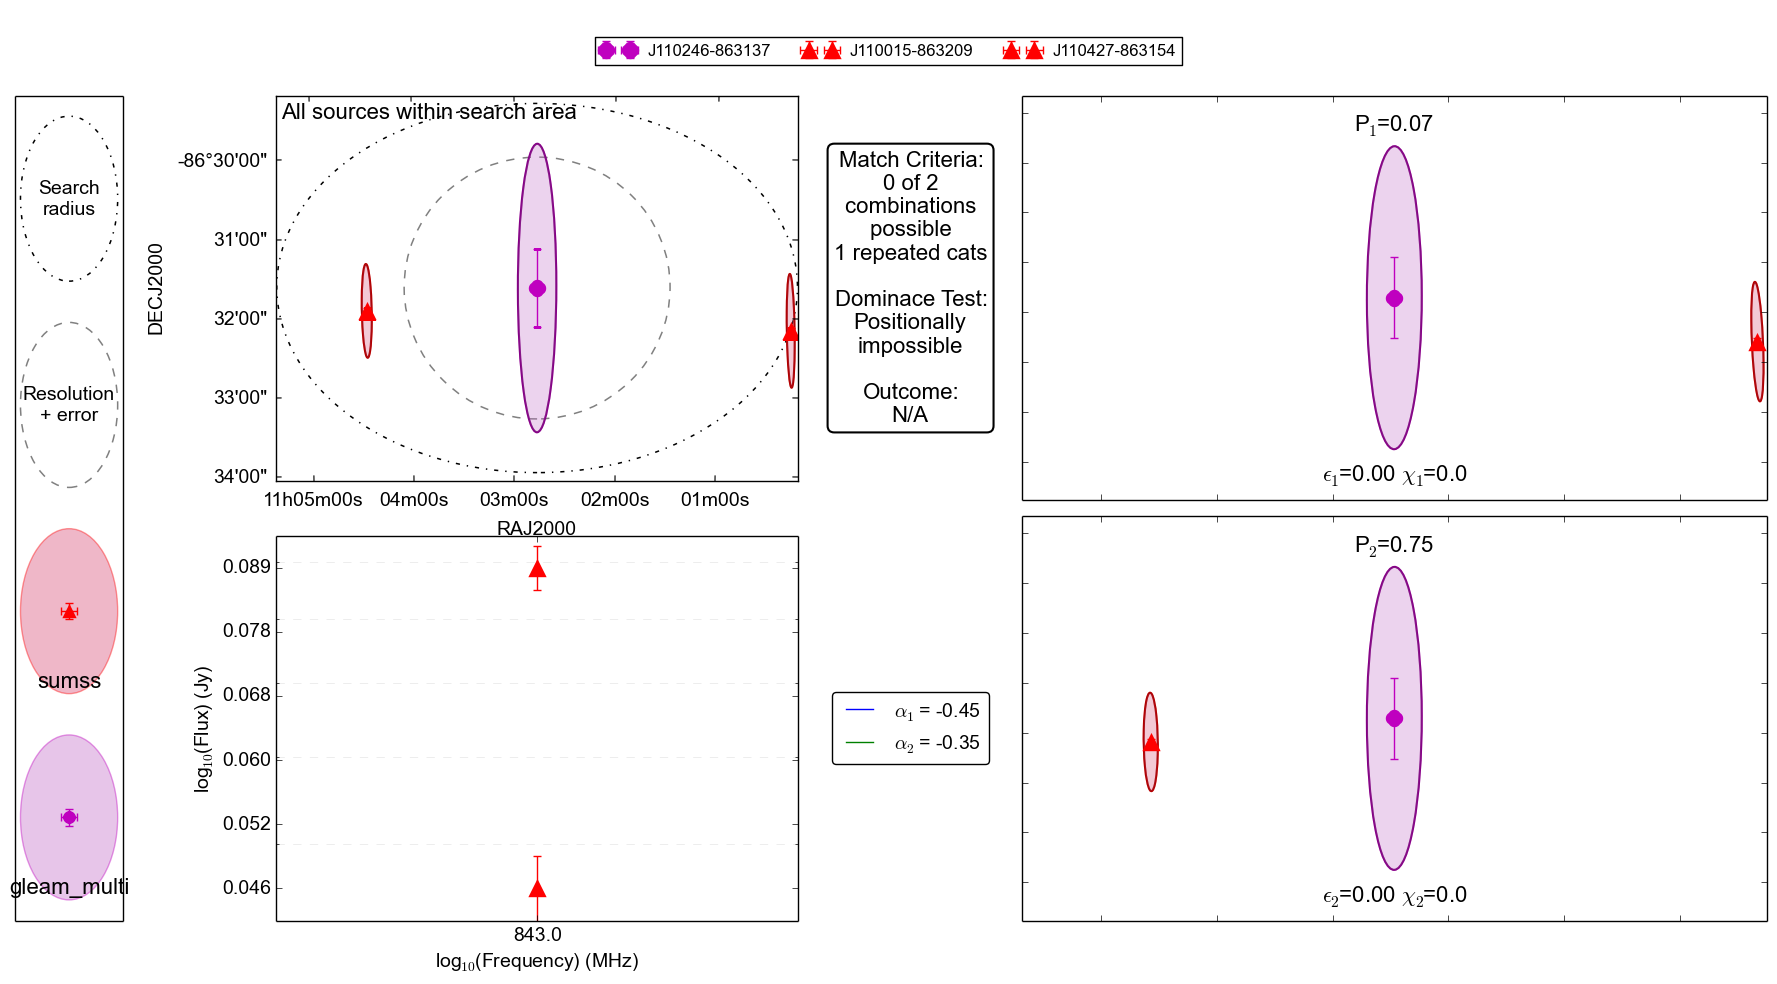 J110246-863137
J110015-863209
J110427-863154
Search
radius
Resolution
+ error
sumss
gleam_multi
All sources within search area
DECJ2000
-86°30'00"
31'00"
32'00"
33'00"
34'00"
11h05m00s
04m00s
03m00s
02m00s
01m00s
RAJ2000
Match Criteria:
0 of 2
combinations
possible
1 repeated cats
Dominace Test:
Positionally
impossible
Outcome:
N/A
P₁=0.07
ϵ₁=0.00 χ₁=0.0
log₁₀(Flux) (Jy)
0.089
0.078
0.068
0.060
0.052
0.046
843.0
log₁₀(Frequency) (MHz)
α₁ = -0.45
α₂ = -0.35
P₂=0.75
ϵ₂=0.00 χ₂=0.0